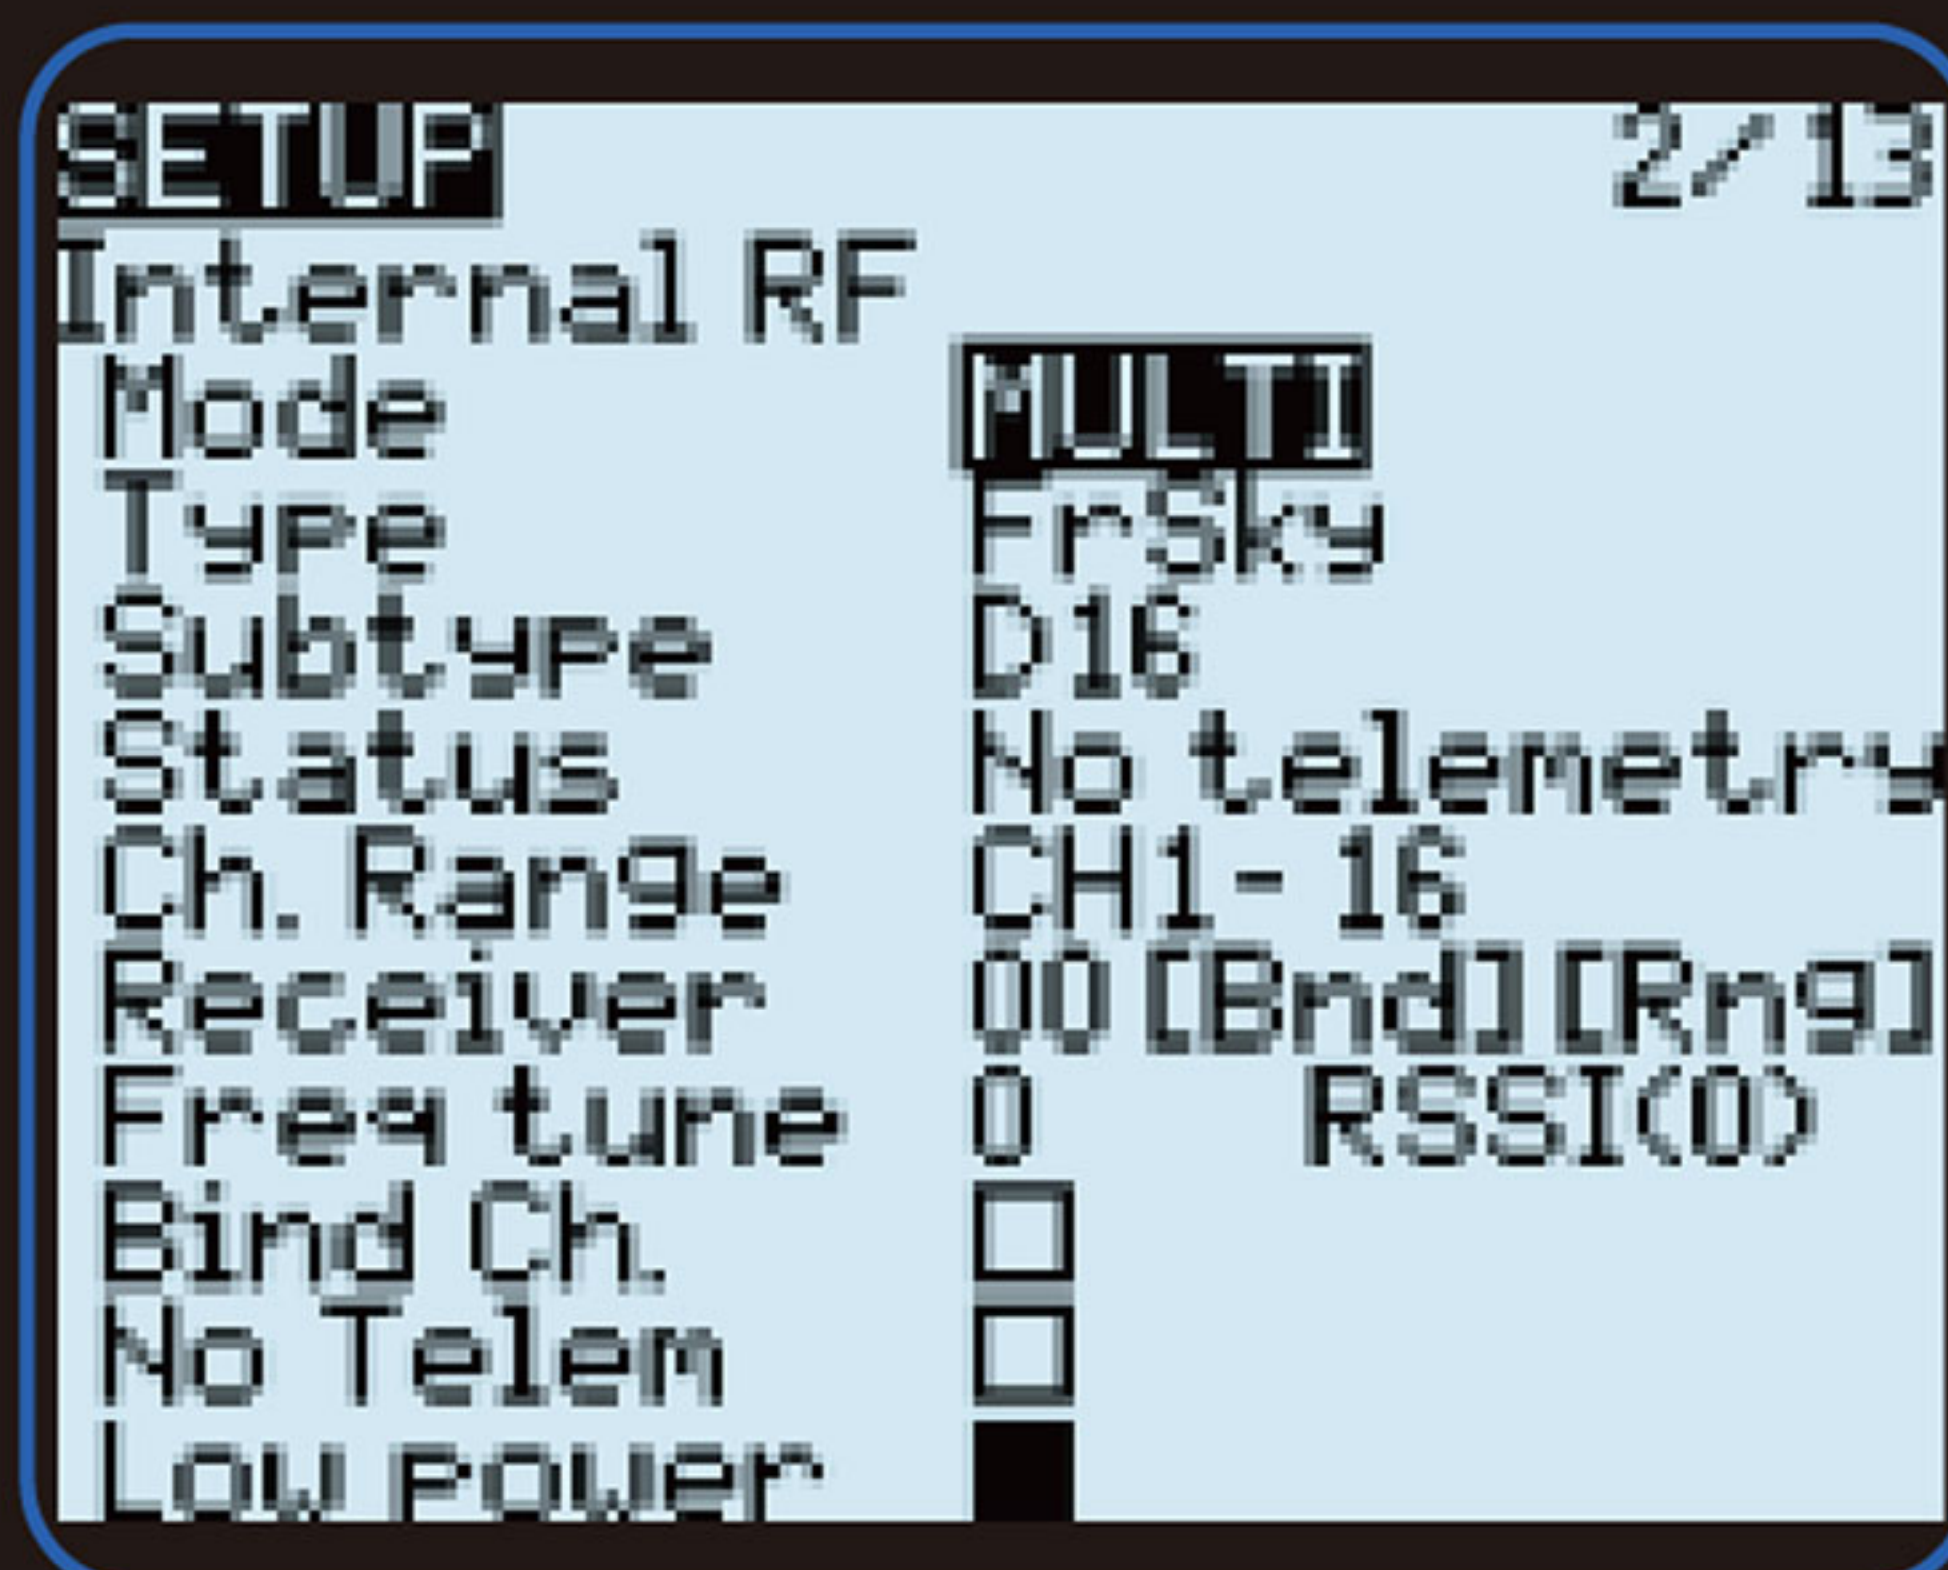 SETUP 2/13
Internal RF
Mode MULTI
Type FrSky
Subtype D16
Status No telemetry
Ch. Range CH1- 16
Receiver 00 [Bnd] [Rng]
Freq tune 0 RSSI(0)
Bind Ch.
No Telem
Low power